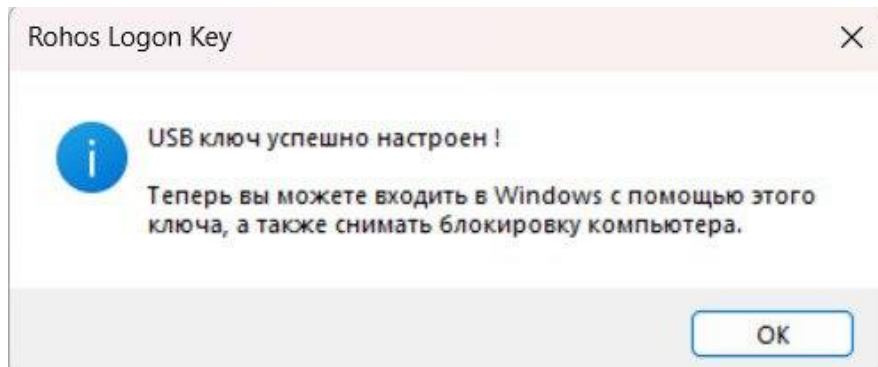 Rohos Logon Key
USB ключ успешно настроен !
Теперь вы можете входить в Windows с помощью этого
ключа, а также снимать блокировку компьютера.
OK